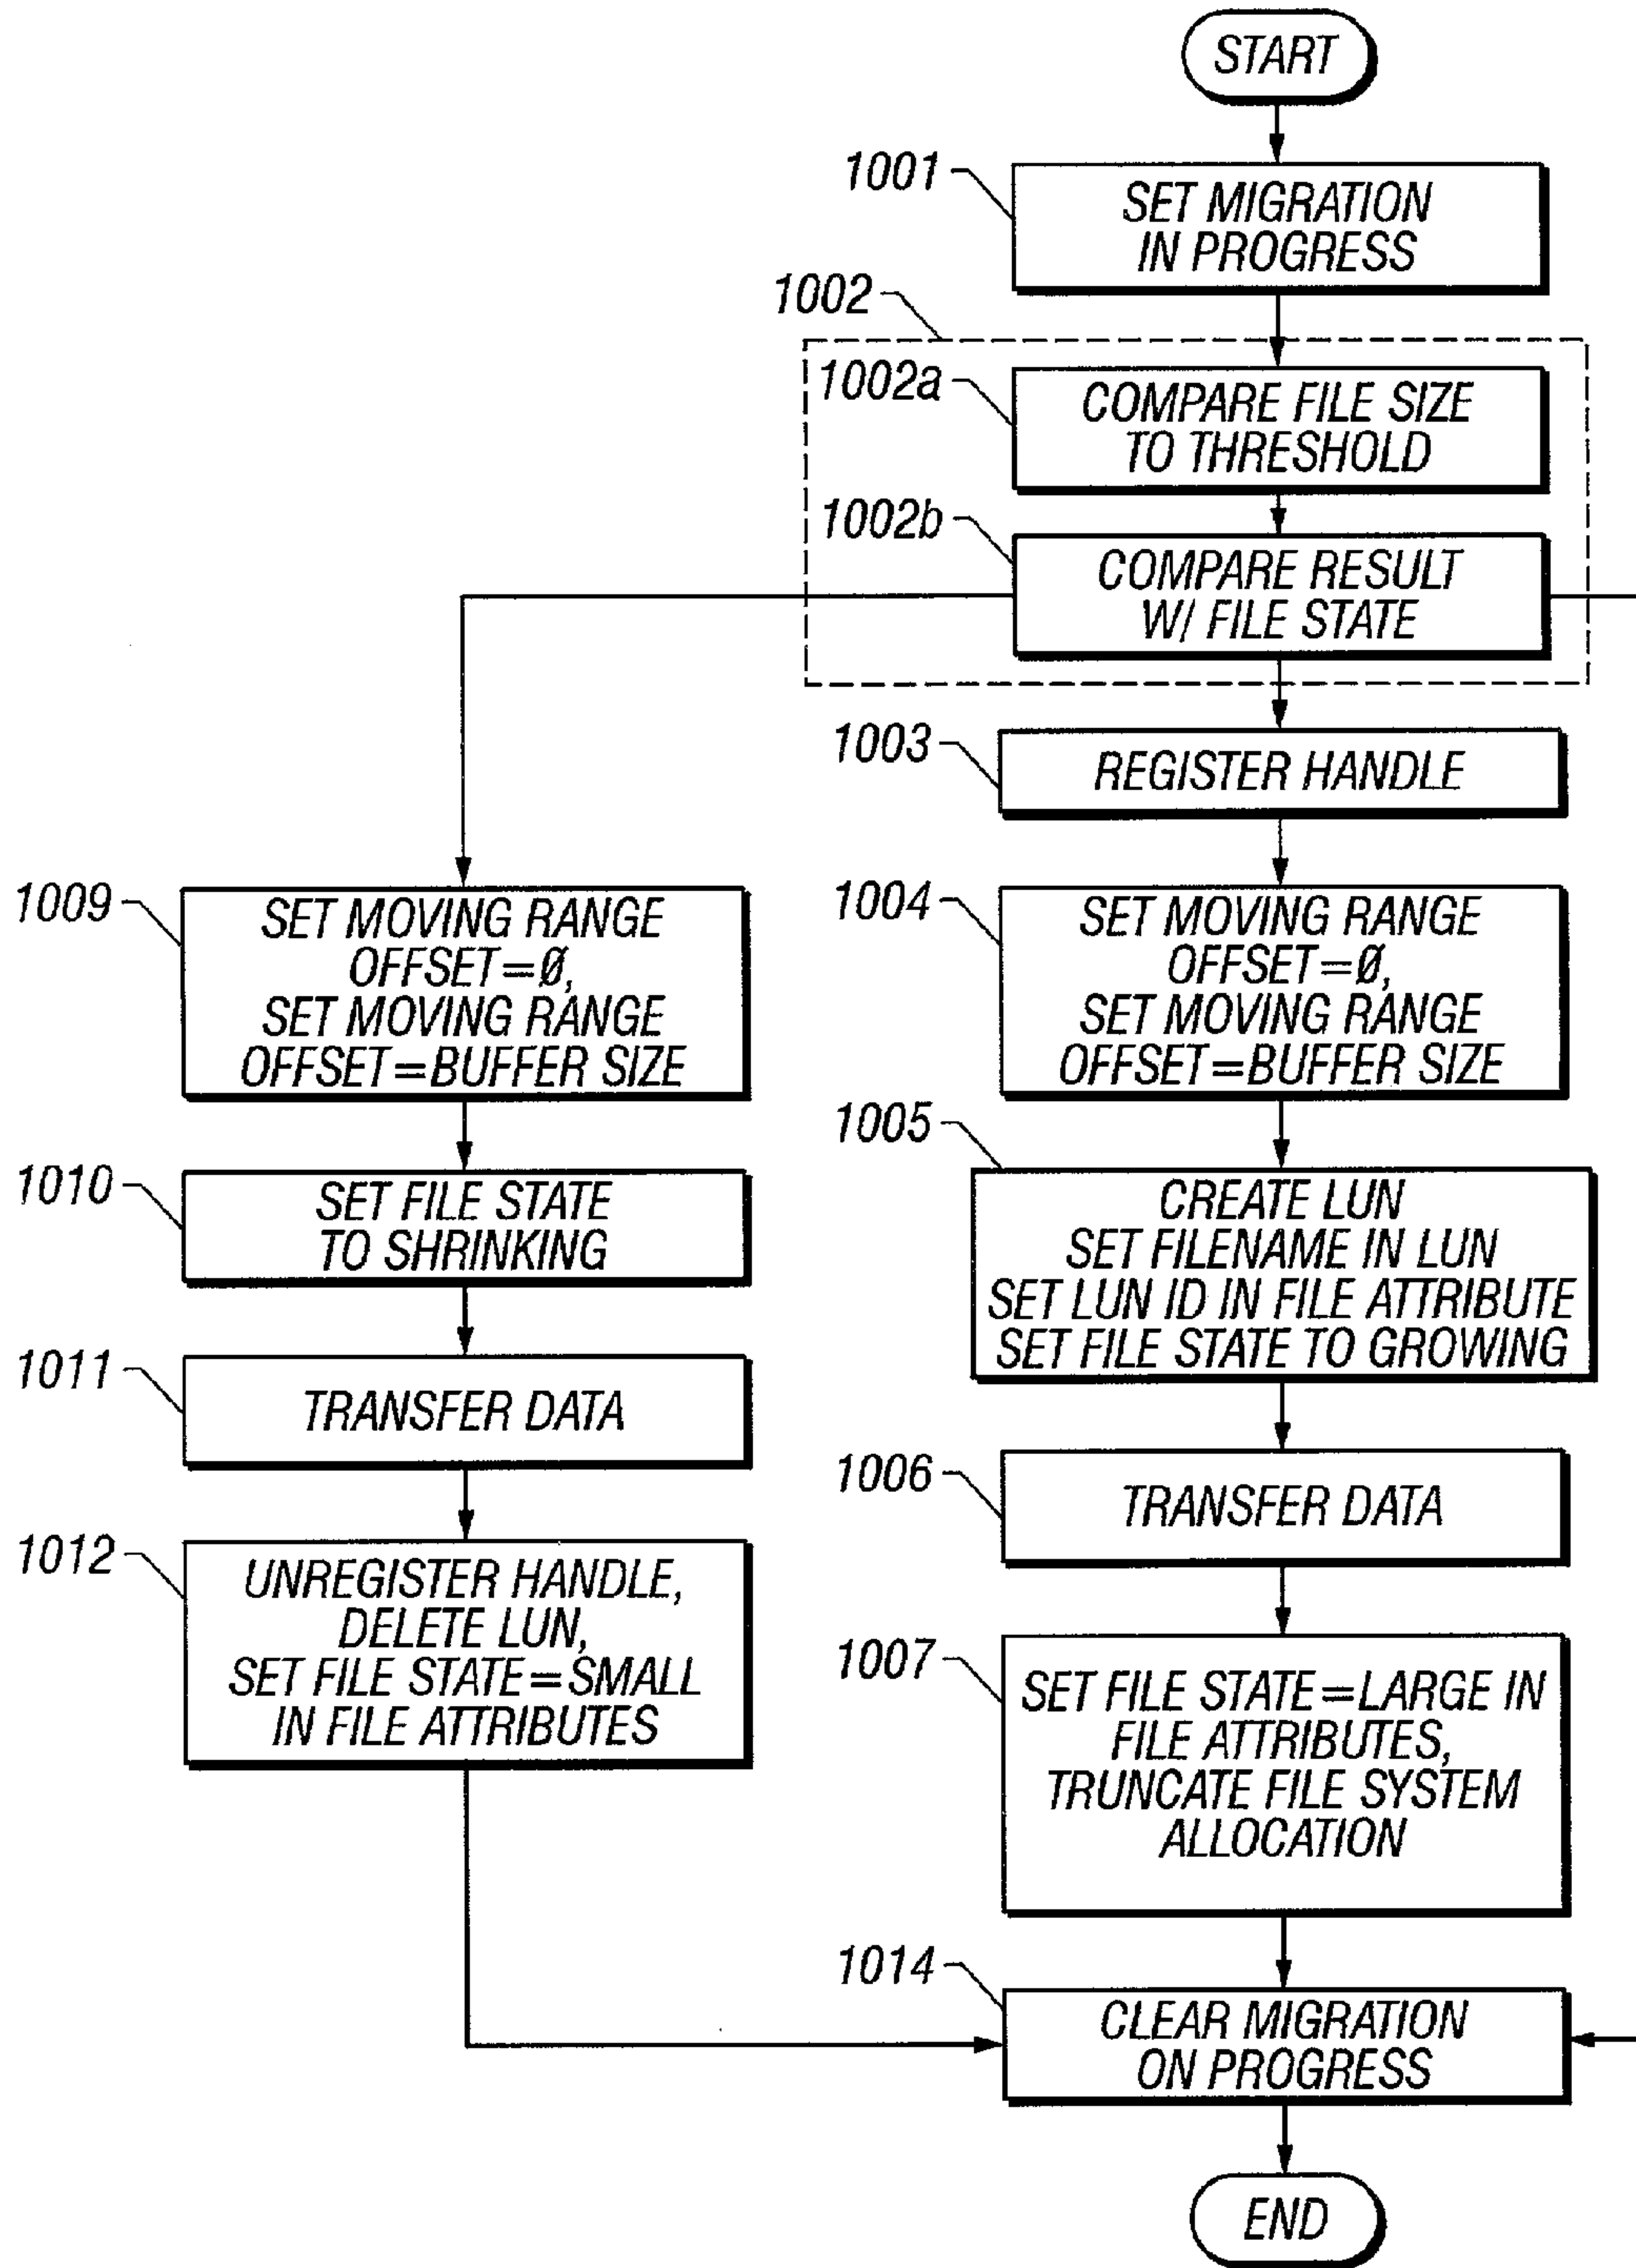 START
1001
SET MIGRATION
IN PROGRESS
1002
1002a
COMPARE FILE SIZE
TO THRESHOLD
1002b
COMPARE RESULT
W/ FILE STATE
1003
REGISTER HANDLE
1009
SET MOVING RANGE
OFFSET=Ø,
SET MOVING RANGE
OFFSET=BUFFER SIZE
1004
SET MOVING RANGE
OFFSET=Ø,
SET MOVING RANGE
OFFSET=BUFFER SIZE
1010
SET FILE STATE
TO SHRINKING
1005
CREATE LUN
SET FILENAME IN LUN
SET LUN ID IN FILE ATTRIBUTE
SET FILE STATE TO GROWING
1011
TRANSFER DATA
1006
TRANSFER DATA
1012
UNREGISTER HANDLE,
DELETE LUN,
SET FILE STATE=SMALL
IN FILE ATTRIBUTES
1007
SET FILE STATE=LARGE IN
FILE ATTRIBUTES,
TRUNCATE FILE SYSTEM
ALLOCATION
1014
CLEAR MIGRATION
ON PROGRESS
END